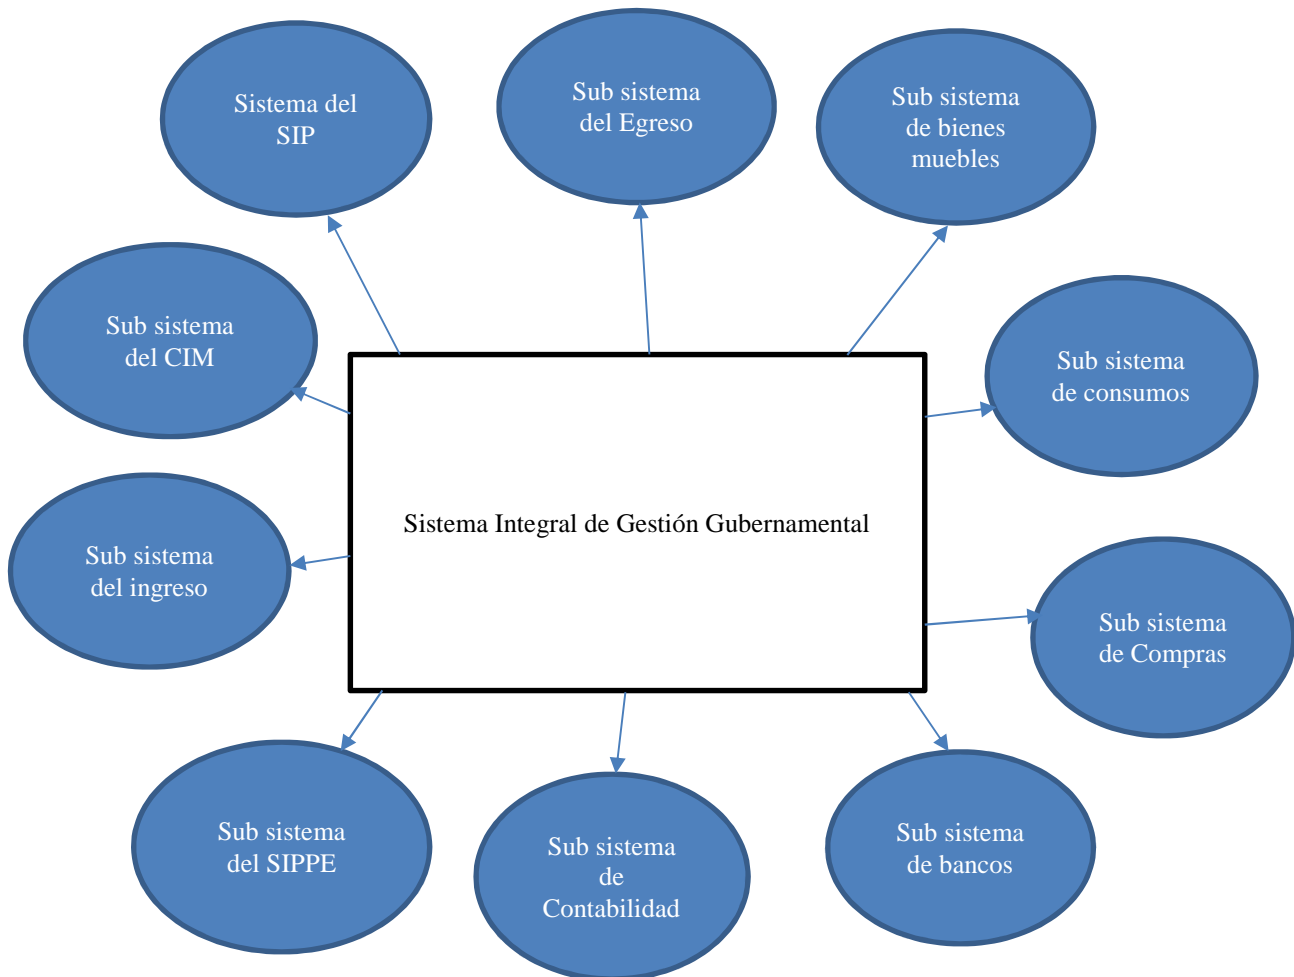 Sistema del
SIP
Sub sistema
del Egreso
Sub sistema
de bienes
muebles
Sub sistema
del CIM
Sub sistema
de consumos
Sistema Integral de Gestión Gubernamental
Sub sistema
del ingreso
Sub sistema
de Compras
Sub sistema
del SIPPE
Sub sistema
de
Contabilidad
Sub sistema
de bancos